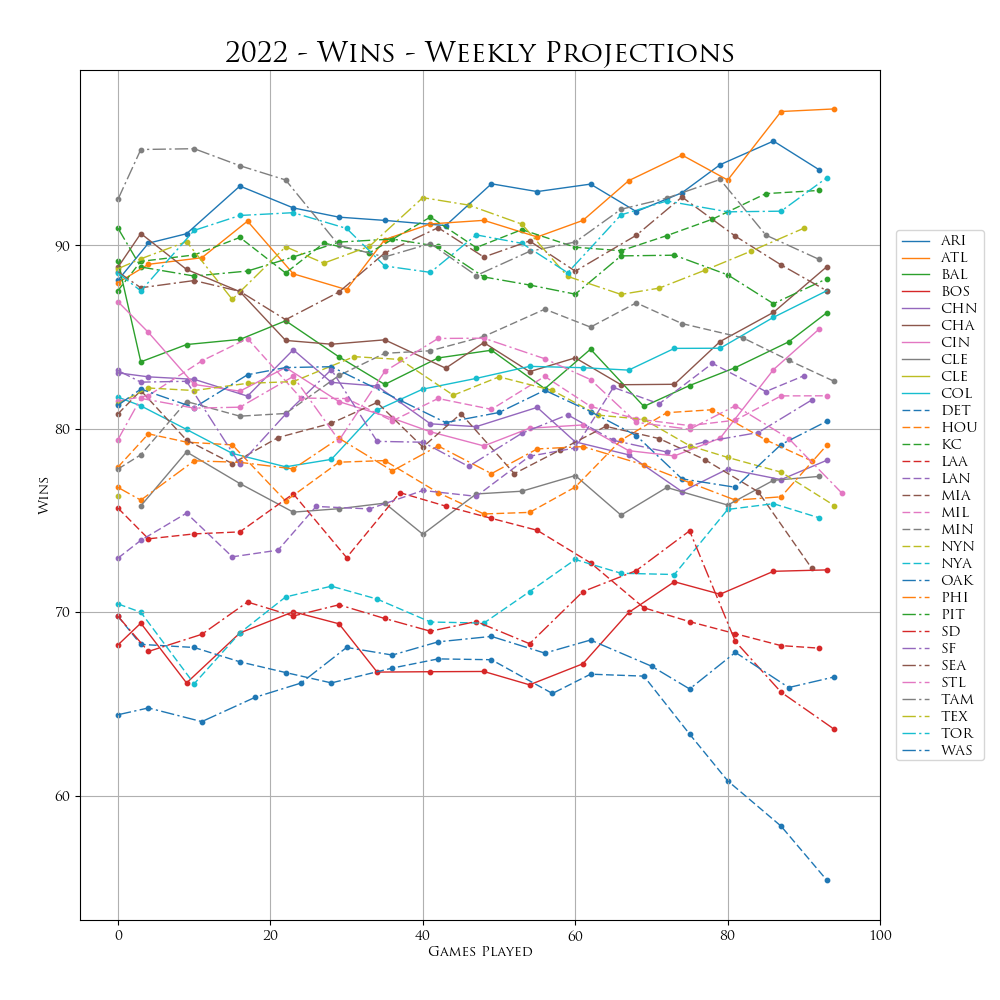 2022 - Wins - Weekly Projections
90
80
70
60
Wins
0 20 40 60 80 100
Games Played
ARI
ATL
BAL
BOS
CHN
CHA
CIN
CLE
CLE
COL
DET
HOU
KC
LAA
LAN
MIA
MIL
MIN
NYN
NYA
OAK
PHI
PIT
SD
SF
SEA
STL
TAM
TEX
TOR
WAS